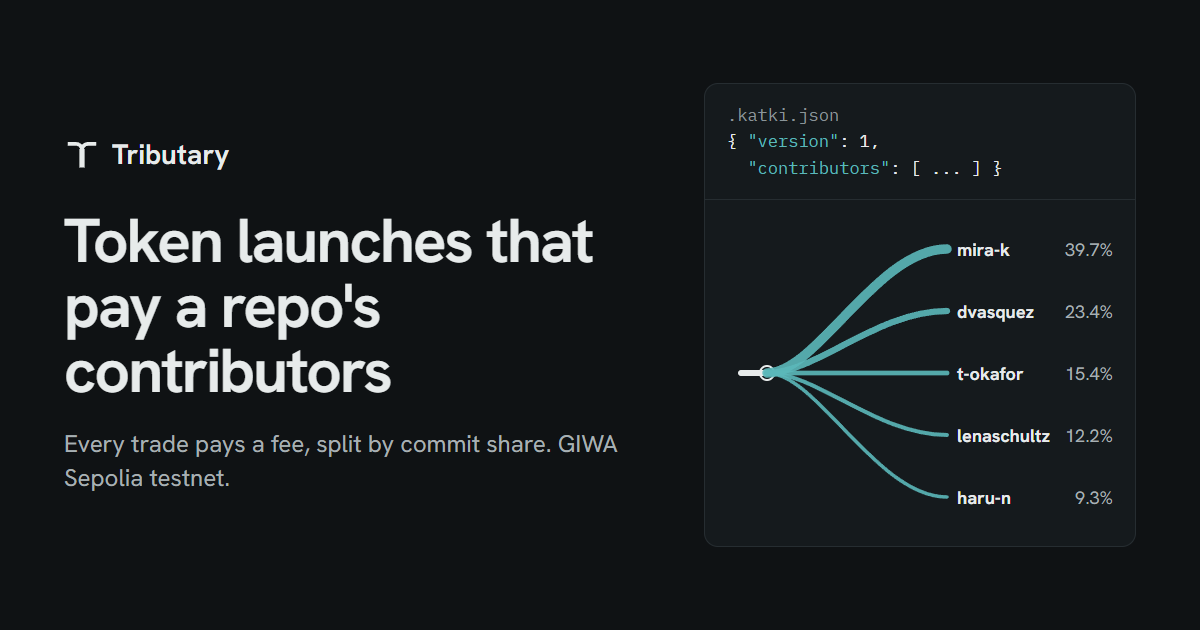 Tributary
Token launches that
pay a repo's
contributors
Every trade pays a fee, split by commit share. GIWA
Sepolia testnet.
.katki.json
{ "version": 1,
"contributors": [ ... ] }
mira-k 39.7%
dvasquez 23.4%
t-okafor 15.4%
lenaschultz 12.2%
haru-n 9.3%